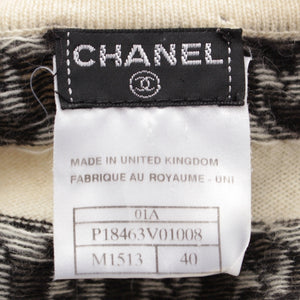 CHANEL
MADE IN UNITED KINGDOM
FABRIQUE AU ROYAUME - UNI
01A
P18463V01008
M1513 40